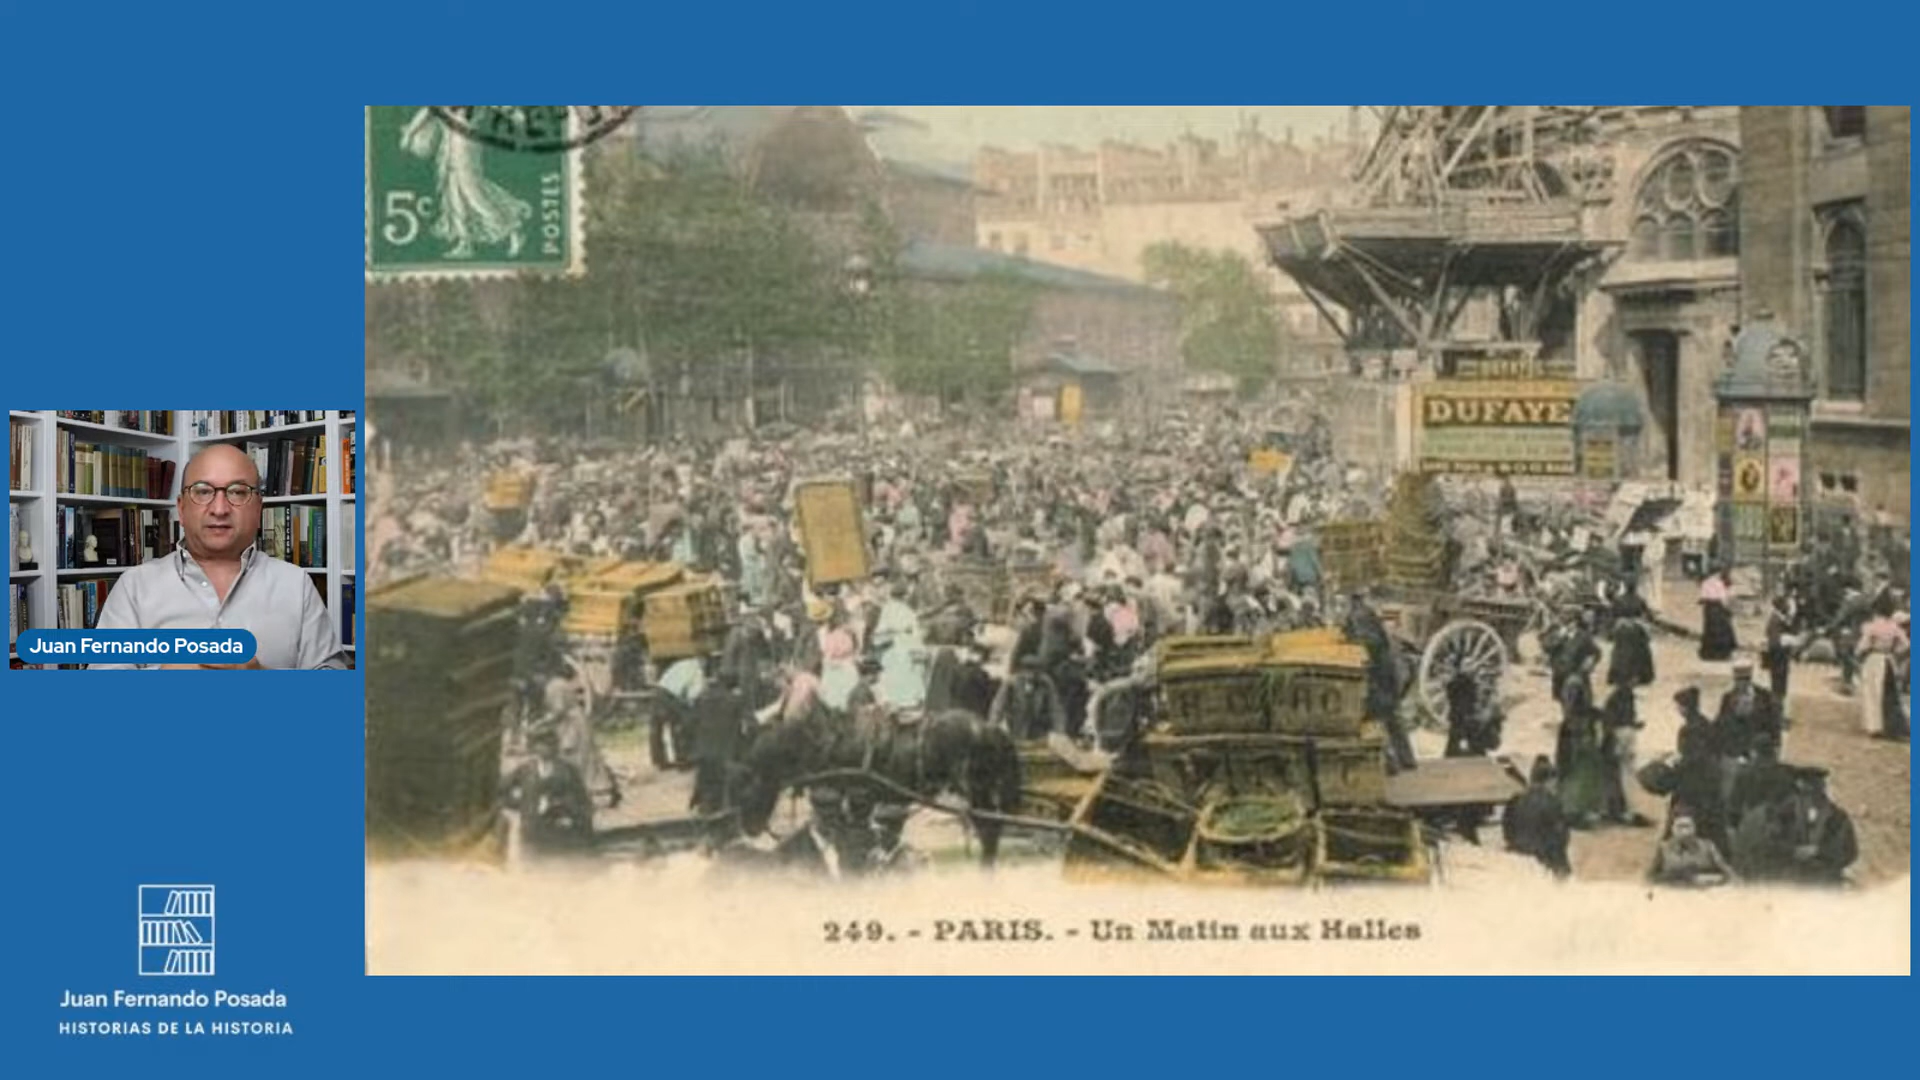 5c
POSTES
DUFAYE
Juan Fernando Posada
249. - PARIS. - Un Matin aux Halles
Juan Fernando Posada
HISTORIAS DE LA HISTORIA